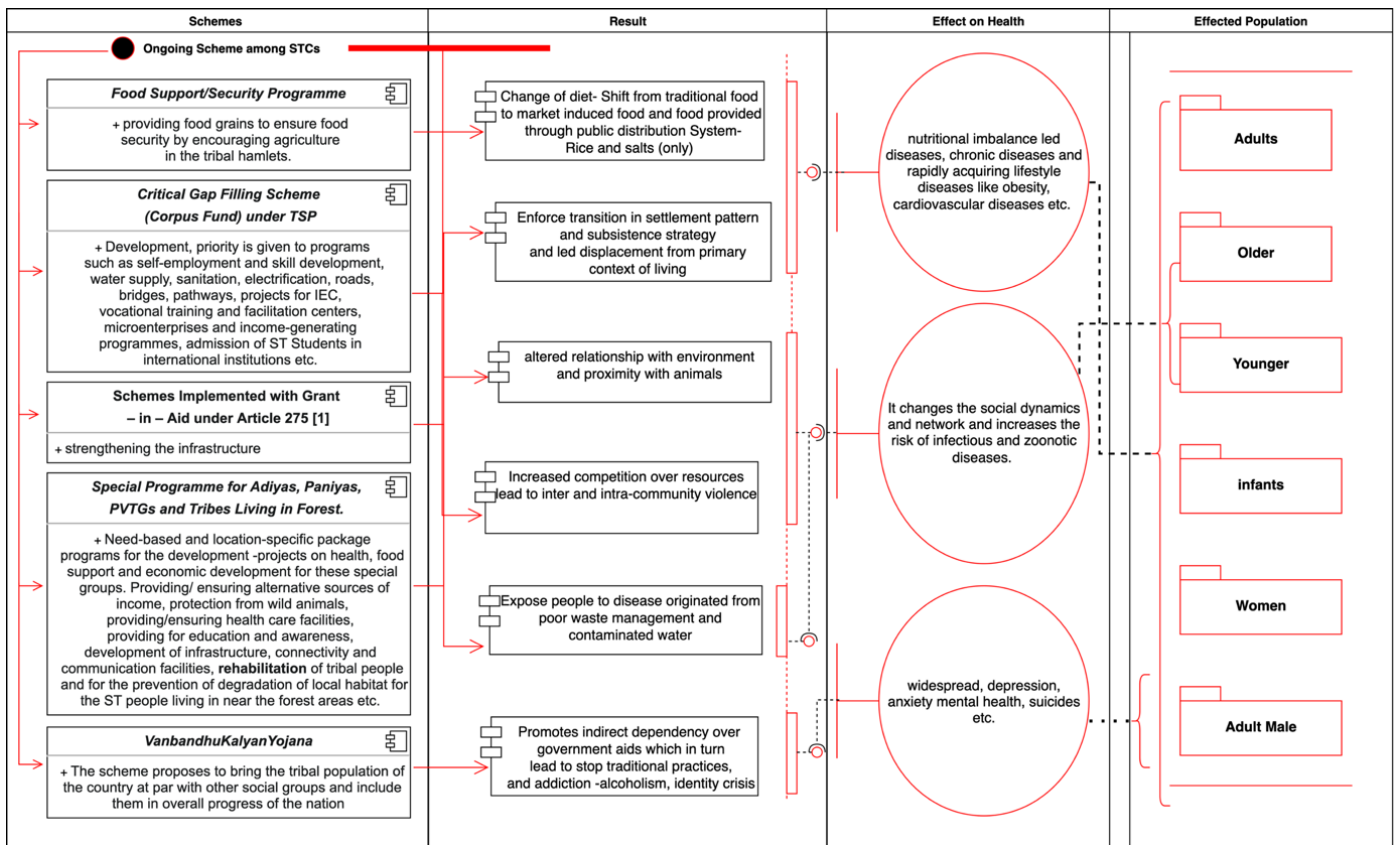 Schemes
Result
Effect on Health
Effected Population
Ongoing Scheme among STCs
Food Support/Security Programme
+ providing food grains to ensure food
security by encouraging agriculture
in the tribal hamlets.
Critical Gap Filling Scheme
(Corpus Fund) under TSP
+ Development, priority is given to programs
such as self-employment and skill development,
water supply, sanitation, electrification, roads,
bridges, pathways, projects for IEC,
vocational training and facilitation centers,
microenterprises and income-generating
programmes, admission of ST Students in
international institutions etc.
Schemes Implemented with Grant
– in – Aid under Article 275 [1]
+ strengthening the infrastructure
Special Programme for Adiyas, Paniyas,
PVTGs and Tribes Living in Forest.
+ Need-based and location-specific package
programs for the development -projects on health, food
support and economic development for these special
groups. Providing/ ensuring alternative sources of
income, protection from wild animals,
providing/ensuring health care facilities,
providing for education and awareness,
development of infrastructure, connectivity and
communication facilities, rehabilitation of tribal people
and for the prevention of degradation of local habitat for
the ST people living in near the forest areas etc.
VanbandhuKalyanYojana
+ The scheme proposes to bring the tribal population of
the country at par with other social groups and include
them in overall progress of the nation
Change of diet- Shift from traditional food
to market induced food and food provided
through public distribution System-
Rice and salts (only)
Enforce transition in settlement pattern
and subsistence strategy
and led displacement from primary
context of living
altered relationship with environment
and proximity with animals
Increased competition over resources
lead to inter and intra-community violence
Expose people to disease originated from
poor waste management and
contaminated water
Promotes indirect dependency over
government aids which in turn
lead to stop traditional practices,
and addiction -alcoholism, identity crisis
nutritional imbalance led
diseases, chronic diseases and
rapidly acquiring lifestyle
diseases like obesity,
cardiovascular diseases etc.
It changes the social dynamics
and network and increases the
risk of infectious and zoonotic
diseases.
widespread, depression,
anxiety mental health, suicides
etc.
Adults
Older
Younger
infants
Women
Adult Male